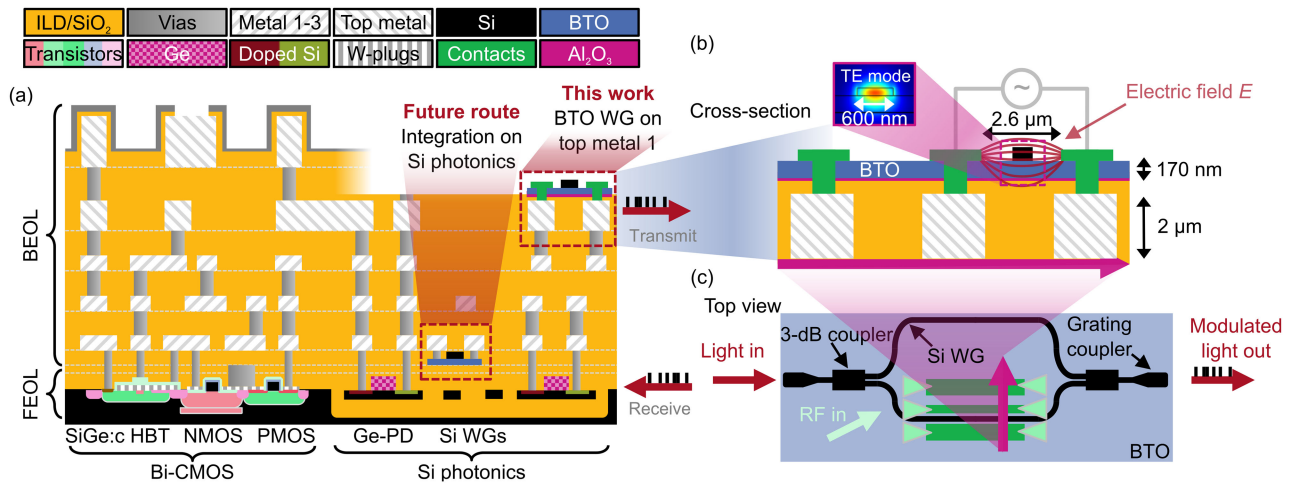 ILD/SiO₂ Vias Metal 1-3 Top metal Si BTO
Transistors Ge Doped Si W-plugs Contacts Al₂O₃
(a)
BEOL
FEOL
Future route
Integration on
Si photonics
This work
BTO WG on
top metal 1
Transmit
Receive
SiGe:c HBT NMOS PMOS Ge-PD Si WGs
Bi-CMOS Si photonics
(b)
Cross-section
TE mode
600 nm
~
2.6 µm
Electric field E
BTO
170 nm
2 µm
(c)
Top view
Light in
3-dB coupler
Si WG
Grating
coupler
Modulated
light out
RF in
BTO